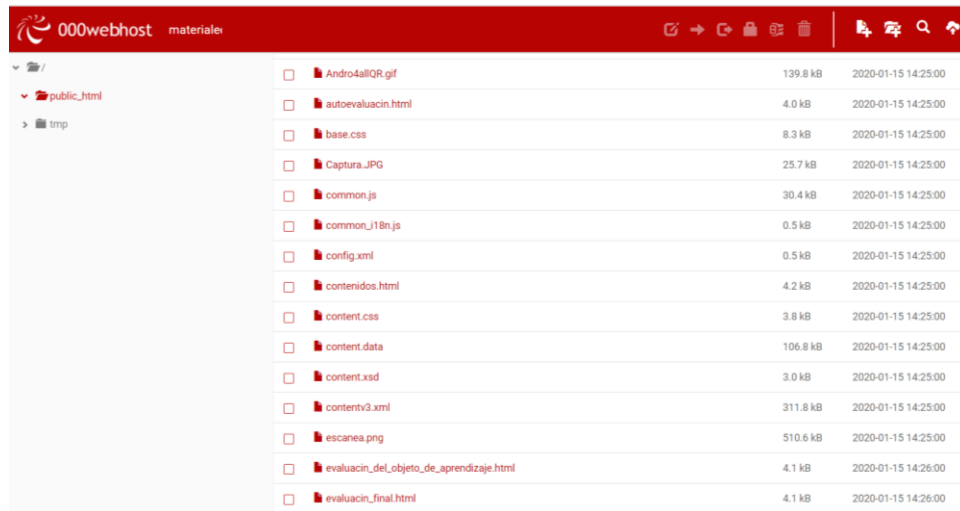 000webhost materiale
/
public_html
tmp
Andro4allQR.gif 139.8 kB 2020-01-15 14:25:00
autoevaluacin.html 4.0 kB 2020-01-15 14:25:00
base.css 8.3 kB 2020-01-15 14:25:00
Captura.JPG 25.7 kB 2020-01-15 14:25:00
common.js 30.4 kB 2020-01-15 14:25:00
common_i18n.js 0.5 kB 2020-01-15 14:25:00
config.xml 0.5 kB 2020-01-15 14:25:00
contenidos.html 4.2 kB 2020-01-15 14:25:00
content.css 3.8 kB 2020-01-15 14:25:00
content.data 106.8 kB 2020-01-15 14:25:00
content.xsd 3.0 kB 2020-01-15 14:25:00
contentv3.xml 311.8 kB 2020-01-15 14:25:00
escanea.png 510.6 kB 2020-01-15 14:25:00
evaluacin_del_objeto_de_aprendizaje.html 4.1 kB 2020-01-15 14:26:00
evaluacin_final.html 4.1 kB 2020-01-15 14:26:00